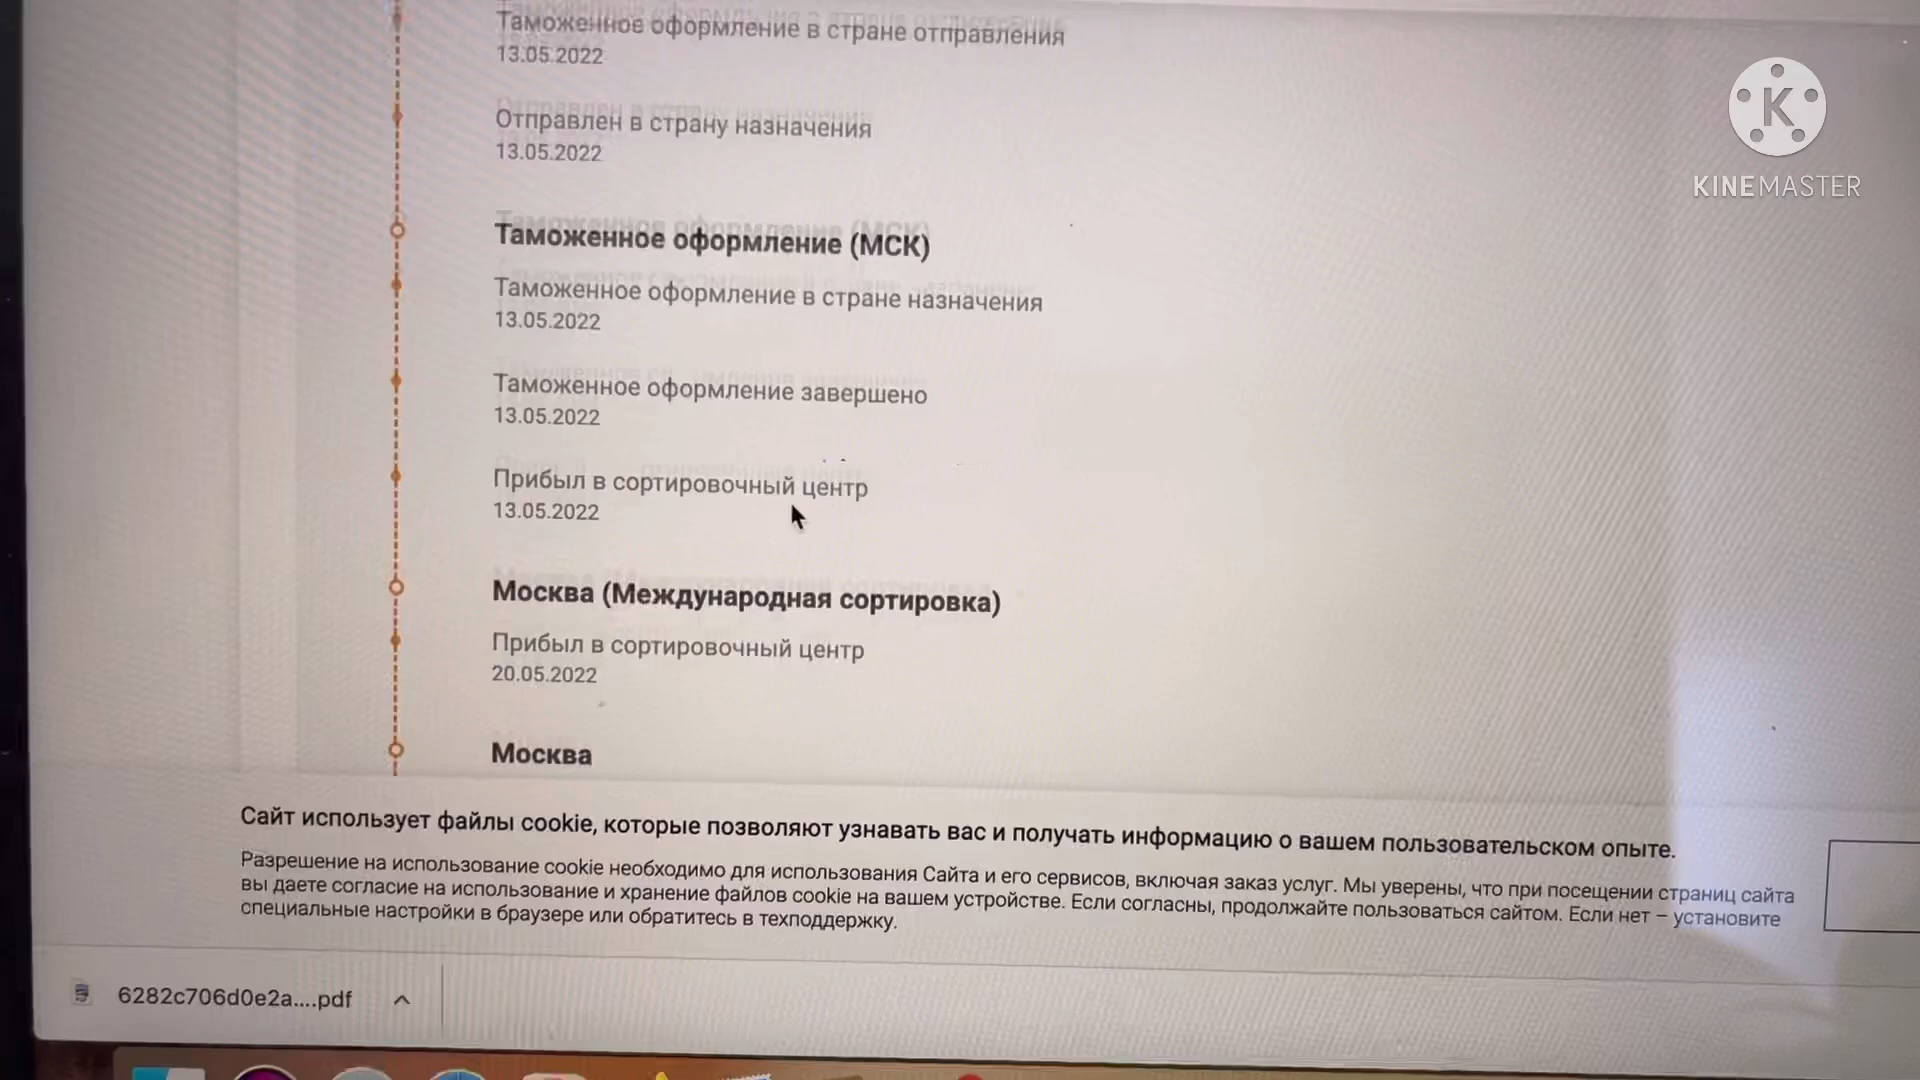 Таможенное оформление в стране отправления
13.05.2022
Отправлен в страну назначения
13.05.2022
Таможенное оформление (МСК)
Таможенное оформление в стране назначения
13.05.2022
Таможенное оформление завершено
13.05.2022
Прибыл в сортировочный центр
13.05.2022
Москва (Международная сортировка)
Прибыл в сортировочный центр
20.05.2022
Москва
Сайт использует файлы cookie, которые позволяют узнавать вас и получать информацию о вашем пользовательском опыте.
Разрешение на использование cookie необходимо для использования Сайта и его сервисов, включая заказ услуг. Мы уверены, что при посещении страниц сайта
вы даете согласие на использование и хранение файлов cookie на вашем устройстве. Если согласны, продолжайте пользоваться сайтом. Если нет – установите
специальные настройки в браузере или обратитесь в техподдержку.
6282c706d0e2a....pdf
K
KINEMASTER